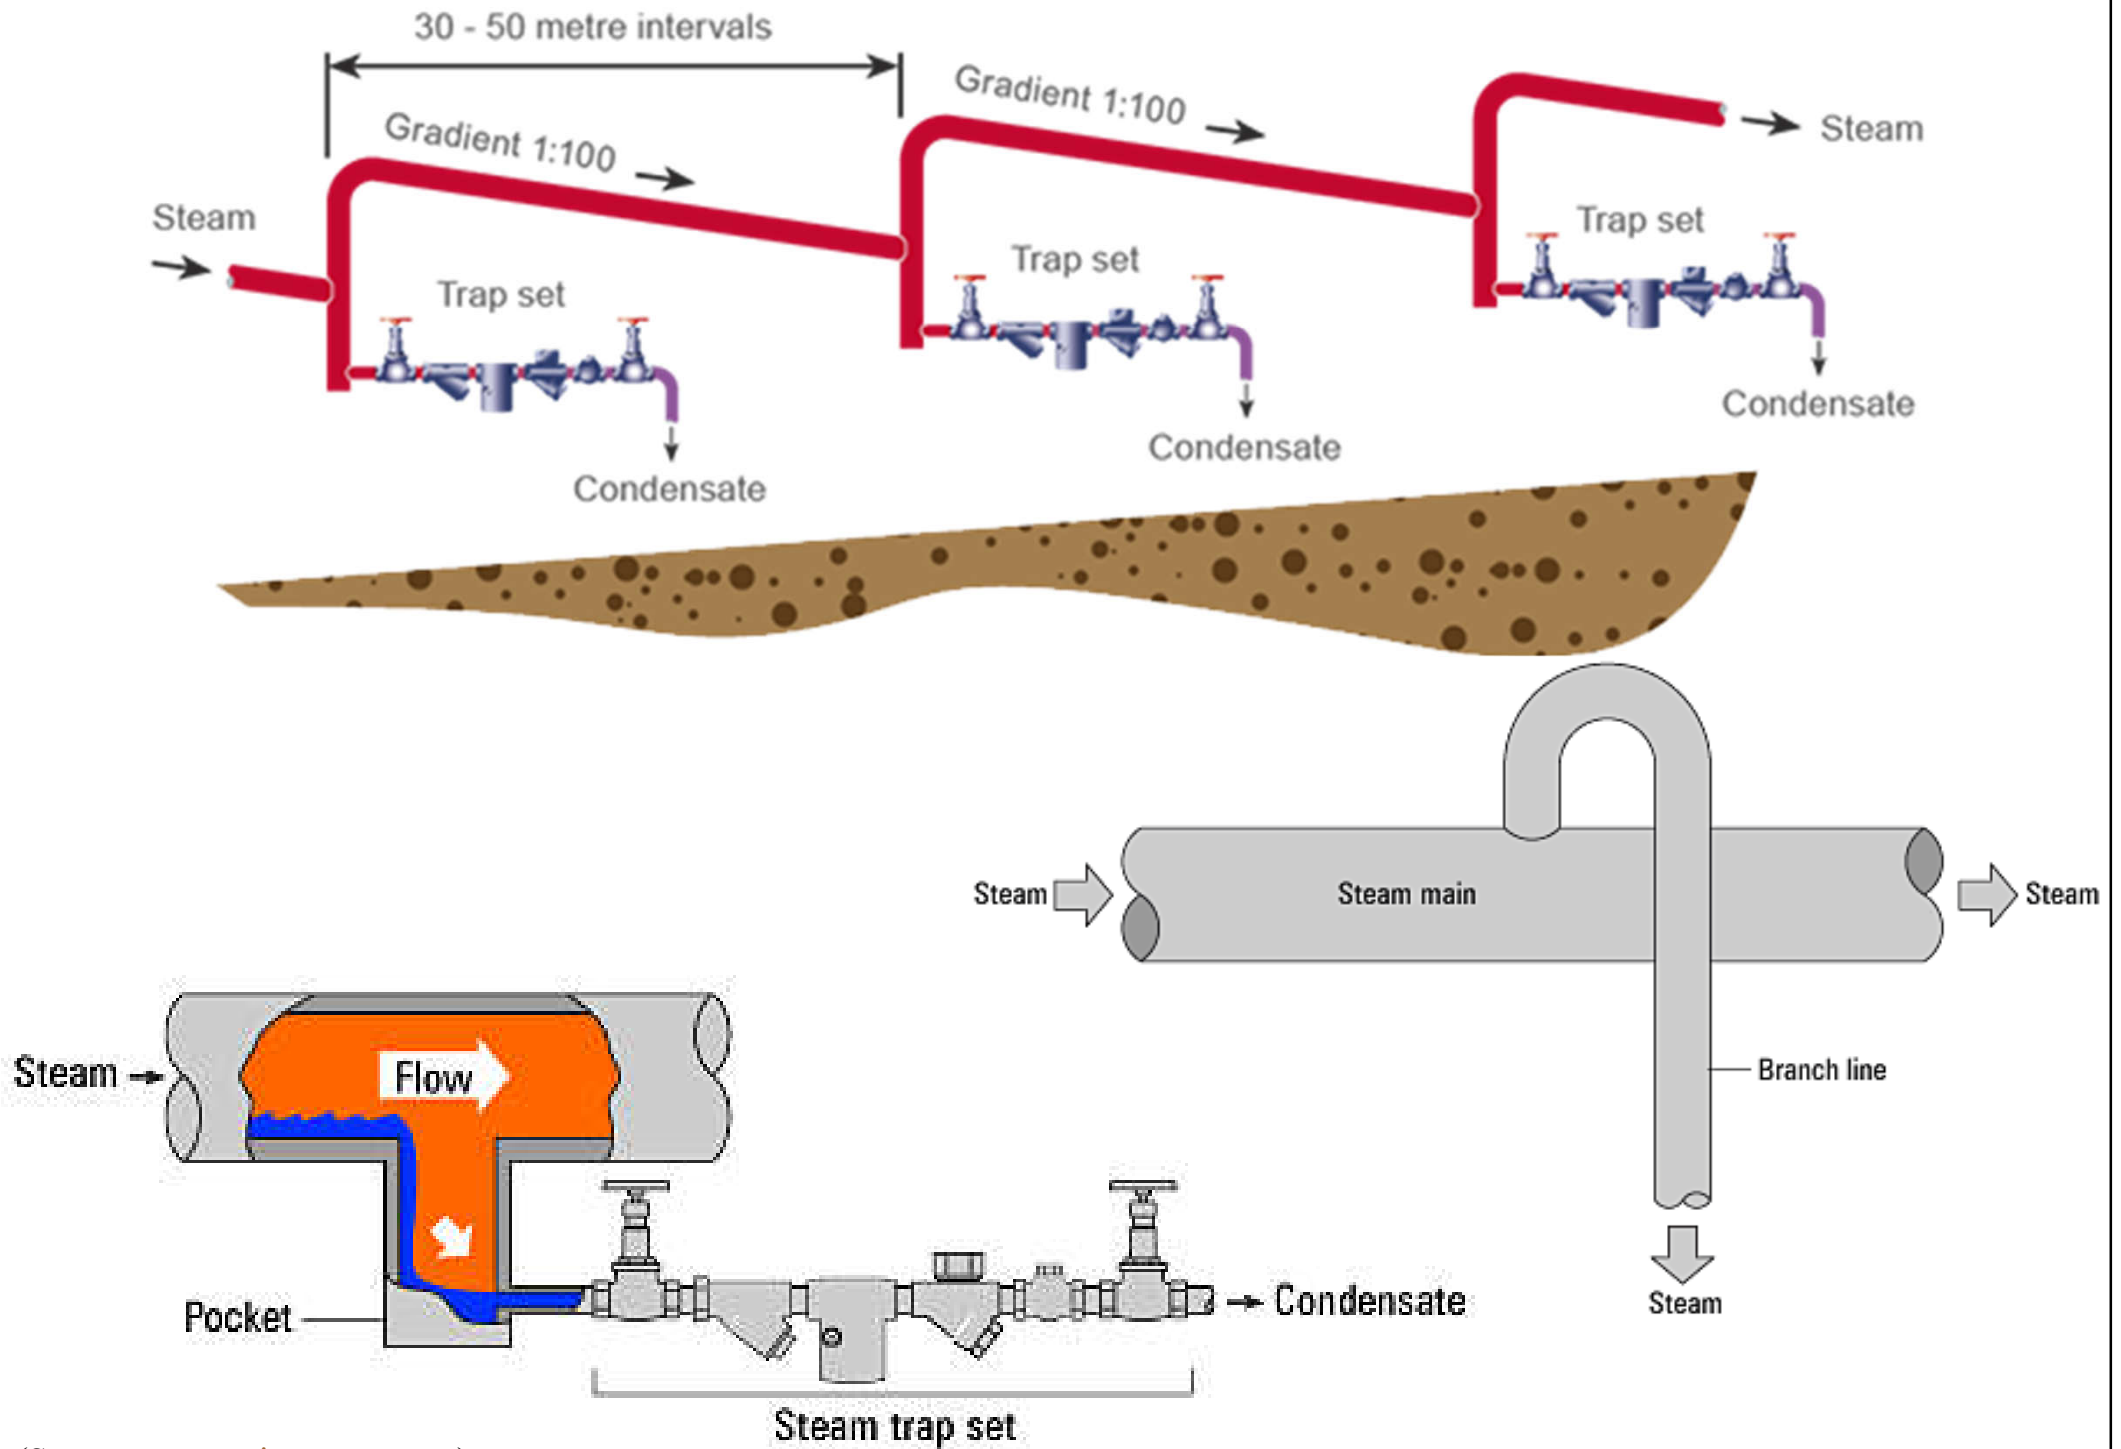 30 - 50 metre intervals
Gradient 1:100
Gradient 1:100
Steam
Steam
Trap set
Trap set
Trap set
Condensate
Condensate
Condensate
Steam
Steam main
Steam
Branch line
Steam
Steam
Flow
Pocket
Condensate
Steam trap set